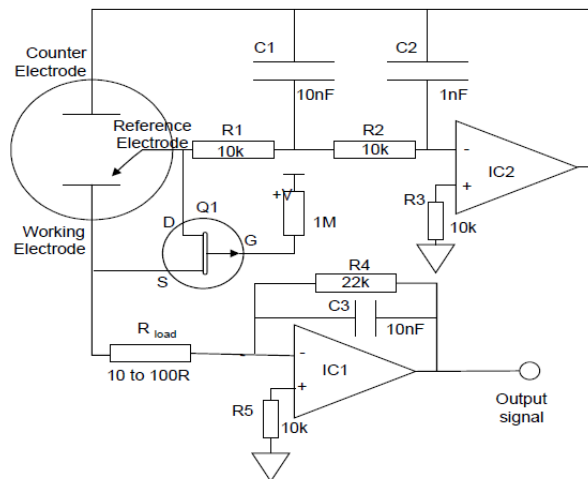 Counter
Electrode
C1
C2
10nF
1nF
Reference
Electrode
R1
10k
R2
10k
-
IC2
+
+V
R3
10k
Working
Electrode
D
Q1
G
S
1M
R4
22k
C3
10nF
R load
10 to 100R
-
IC1
+
R5
10k
Output
signal